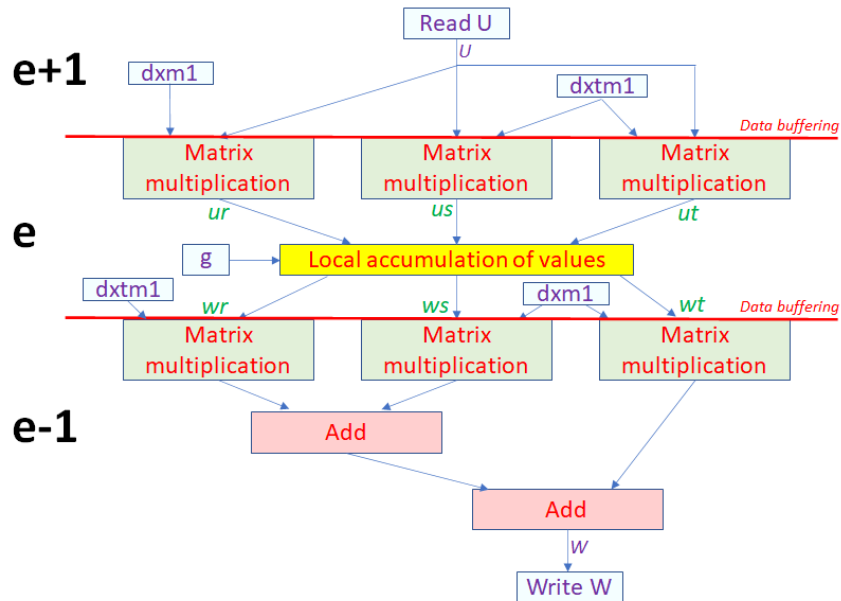 Read U
U
e+1
dxm1
dxtm1
Data buffering
Matrix
multiplication
Matrix
multiplication
Matrix
multiplication
ur
us
ut
e
g
Local accumulation of values
dxtm1
wr
ws
dxm1
wt
Data buffering
Matrix
multiplication
Matrix
multiplication
Matrix
multiplication
e-1
Add
Add
W
Write W